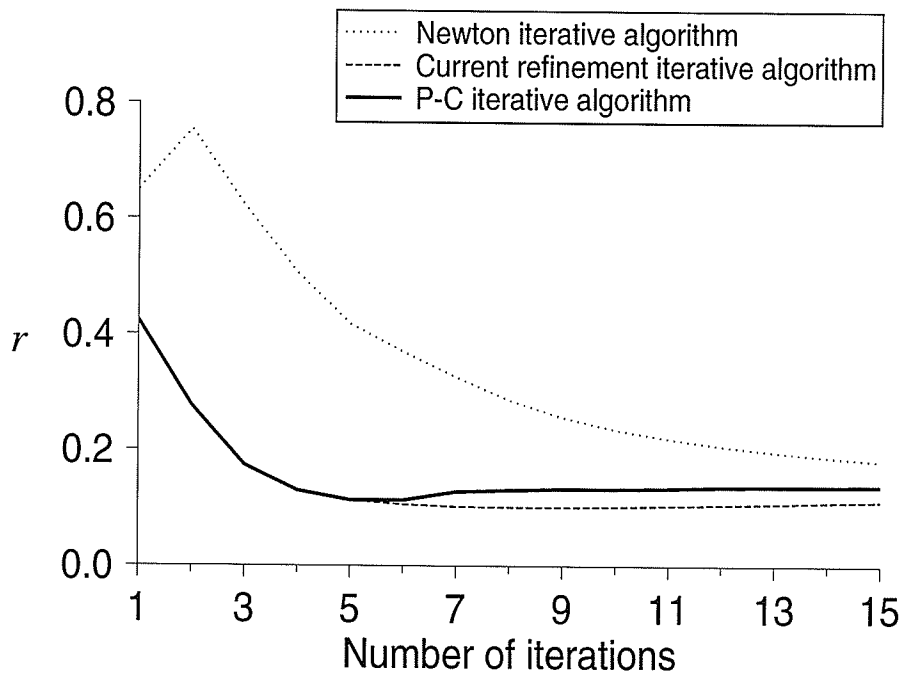 Newton iterative algorithm
Current refinement iterative algorithm
P-C iterative algorithm
0.8
0.6
0.4
0.2
0.0
r
1 3 5 7 9 11 13 15
Number of iterations